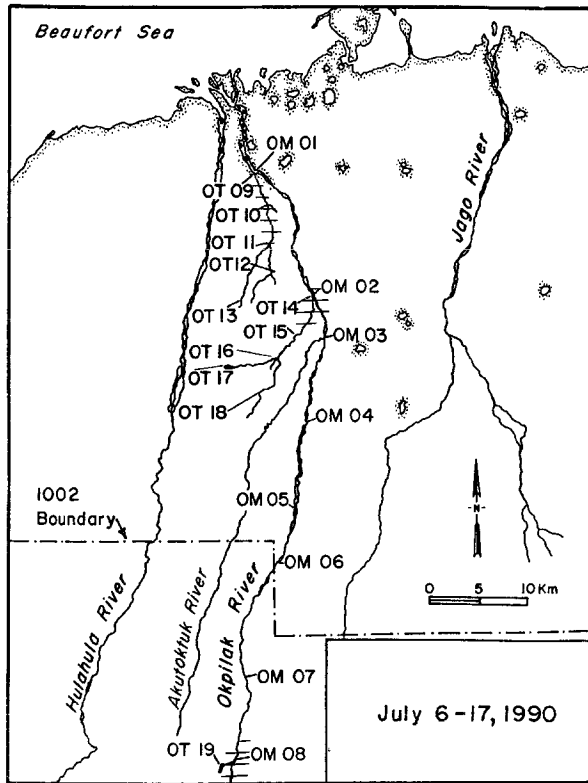 Beaufort Sea
OM 01
OT 09
OT 10
OT 11
OT 12
OT 13
OT 14
OM 02
OT 15
OM 03
OT 16
OT 17
OT 18
OM 04
Jago River
1002
Boundary
OM 05
OM 06
N
0 5 10 Km
Hulahula River
Akutoktuk River
Okpilak River
OM 07
OT 19
OM 08
July 6-17, 1990